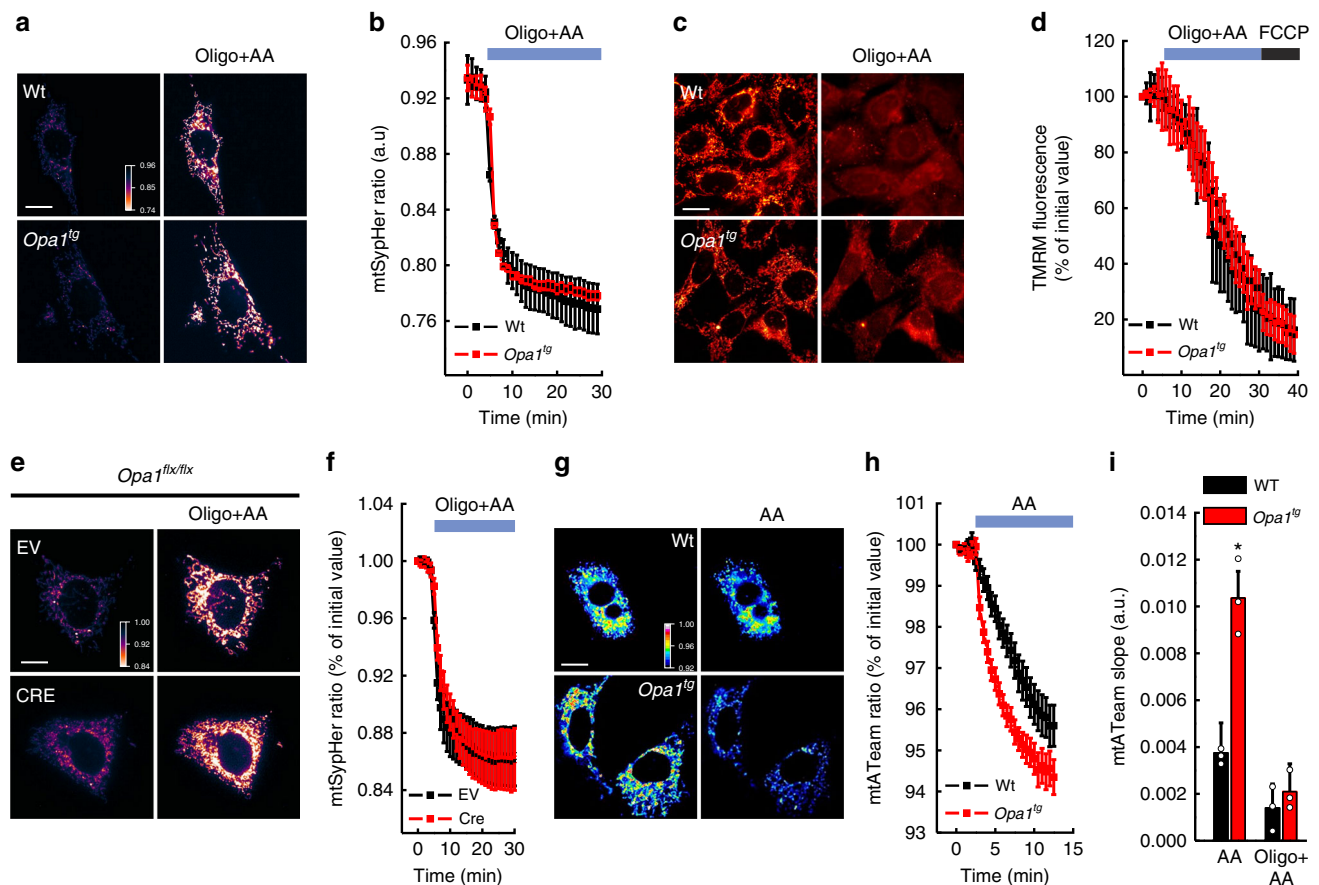 a
Oligo+AA
Wt
0.96
0.85
0.74
Opa1tg
b
Oligo+AA
0.96
0.92
0.88
0.84
0.80
0.76
mtSypHer ratio (a.u)
Wt
Opa1tg
0 10 20 30
Time (min)
c
Oligo+AA
Wt
Opa1tg
d
Oligo+AA FCCP
120
100
80
60
40
20
TMRM fluorescence
(% of initial value)
Wt
Opa1tg
0 10 20 30 40
Time (min)
e
Opa1flx/flx
Oligo+AA
EV
1.00
0.92
0.84
CRE
f
Oligo+AA
1.04
1.00
0.96
0.92
0.88
0.84
mtSypHer ratio (% of initial value)
EV
Cre
0 10 20 30
Time (min)
g
AA
Wt
1.00
0.98
0.96
0.94
0.92
Opa1tg
h
AA
101
100
99
98
97
96
95
94
93
mtATeam ratio (% of initial value)
Wt
Opa1tg
0 5 10 15
Time (min)
i
WT
Opa1tg
0.014
0.012
0.010
0.008
0.006
0.004
0.002
0.000
mtATeam slope (a.u.)
*
AA Oligo+
AA